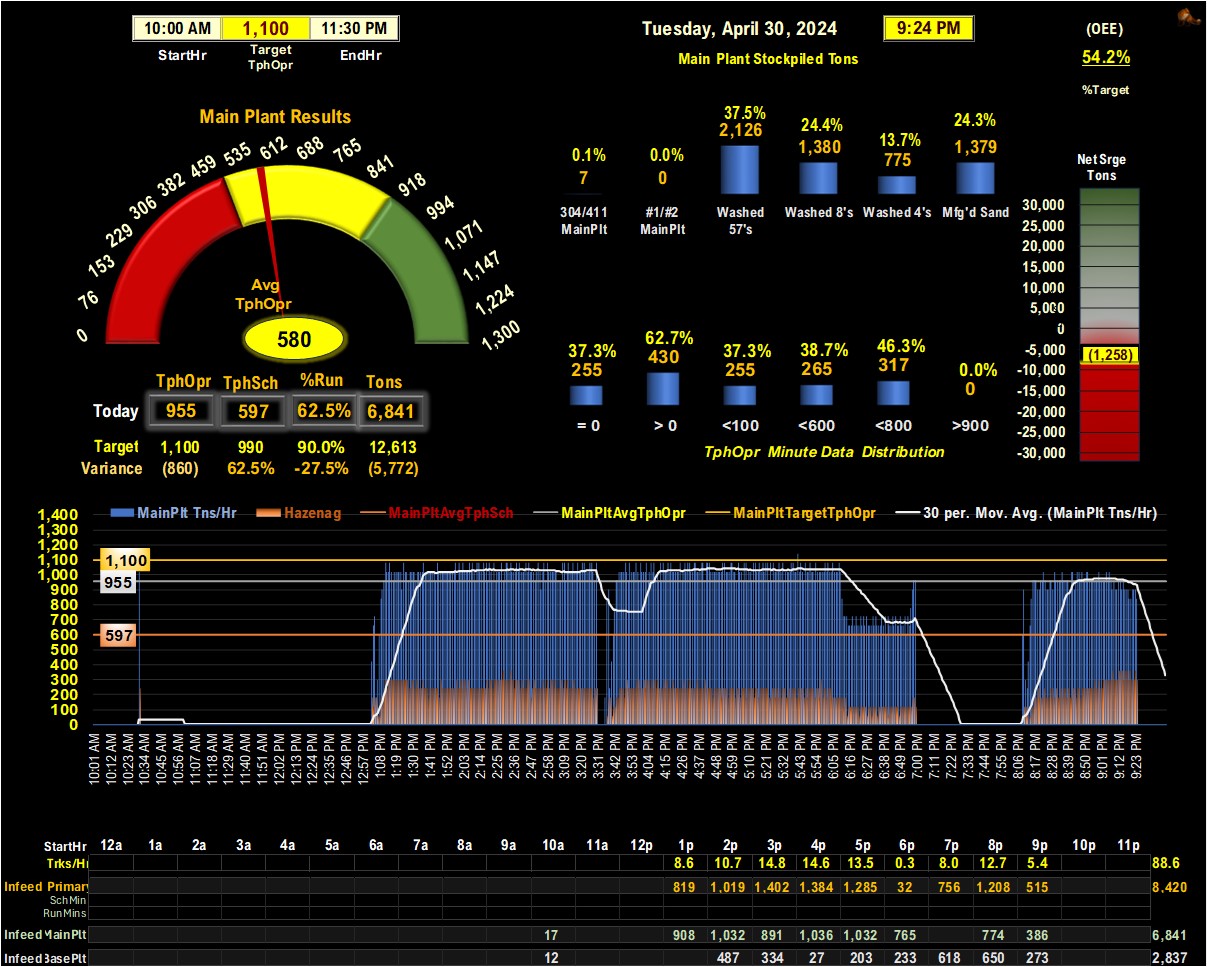 10:00 AM 1,100 11:30 PM
StartHr Target TphOpr EndHr
Tuesday, April 30, 2024 9:24 PM
Main Plant Stockpiled Tons
(OEE)
54.2%
%Target
Main Plant Results
0 76 153 229 306 382 459 535 612 688 765 841 918 994 1,071 1,147 1,224 1,300
Avg
TphOpr
580
TphOpr TphSch %Run Tons
Today 955 597 62.5% 6,841
Target 1,100 990 90.0% 12,613
Variance (860) 62.5% -27.5% (5,772)
0.1% 0.0% 37.5% 24.4% 13.7% 24.3%
7 0 2,126 1,380 775 1,379
304/411 MainPlt #1/#2 MainPlt Washed 57's Washed 8's Washed 4's Mfg'd Sand
37.3% 62.7% 37.3% 38.7% 46.3% 0.0%
255 430 255 265 317 0
= 0 > 0 <100 <600 <800 >900
TphOpr Minute Data Distribution
Net Srge
Tons
30,000
25,000
20,000
15,000
10,000
5,000
0
-5,000
(1,258)
-10,000
-15,000
-20,000
-25,000
-30,000
MainPlt Tns/Hr Hazenag MainPltAvgTphSch MainPltAvgTphOpr MainPltTargetTphOpr 30 per. Mov. Avg. (MainPlt Tns/Hr)
1,400
1,300
1,200
1,100 1,100
1,000 955
900
800
700
600 597
500
400
300
200
100
0
10:01 AM 10:12 AM 10:23 AM 10:34 AM 10:45 AM 10:56 AM 11:07 AM 11:18 AM 11:29 AM 11:40 AM 11:51 AM 12:02 PM 12:13 PM 12:24 PM 12:35 PM 12:46 PM 12:57 PM 1:08 PM 1:19 PM 1:30 PM 1:41 PM 1:52 PM 2:03 PM 2:14 PM 2:25 PM 2:36 PM 2:47 PM 2:58 PM 3:09 PM 3:20 PM 3:31 PM 3:42 PM 3:53 PM 4:04 PM 4:15 PM 4:26 PM 4:37 PM 4:48 PM 4:59 PM 5:10 PM 5:21 PM 5:32 PM 5:43 PM 5:54 PM 6:05 PM 6:16 PM 6:27 PM 6:38 PM 6:49 PM 7:00 PM 7:11 PM 7:22 PM 7:33 PM 7:44 PM 7:55 PM 8:06 PM 8:17 PM 8:28 PM 8:39 PM 8:50 PM 9:01 PM 9:12 PM 9:23 PM
StartHr 12a 1a 2a 3a 4a 5a 6a 7a 8a 9a 10a 11a 12p 1p 2p 3p 4p 5p 6p 7p 8p 9p 10p 11p
Trks/Hr 8.6 10.7 14.8 14.6 13.5 0.3 8.0 12.7 5.4 88.6
Infeed Primary 819 1,019 1,402 1,384 1,285 32 756 1,208 515 8,420
SchMin
RunMins
Infeed MainPlt 17 908 1,032 891 1,036 1,032 765 774 386 6,841
Infeed BasePlt 12 487 334 27 203 233 618 650 273 2,837